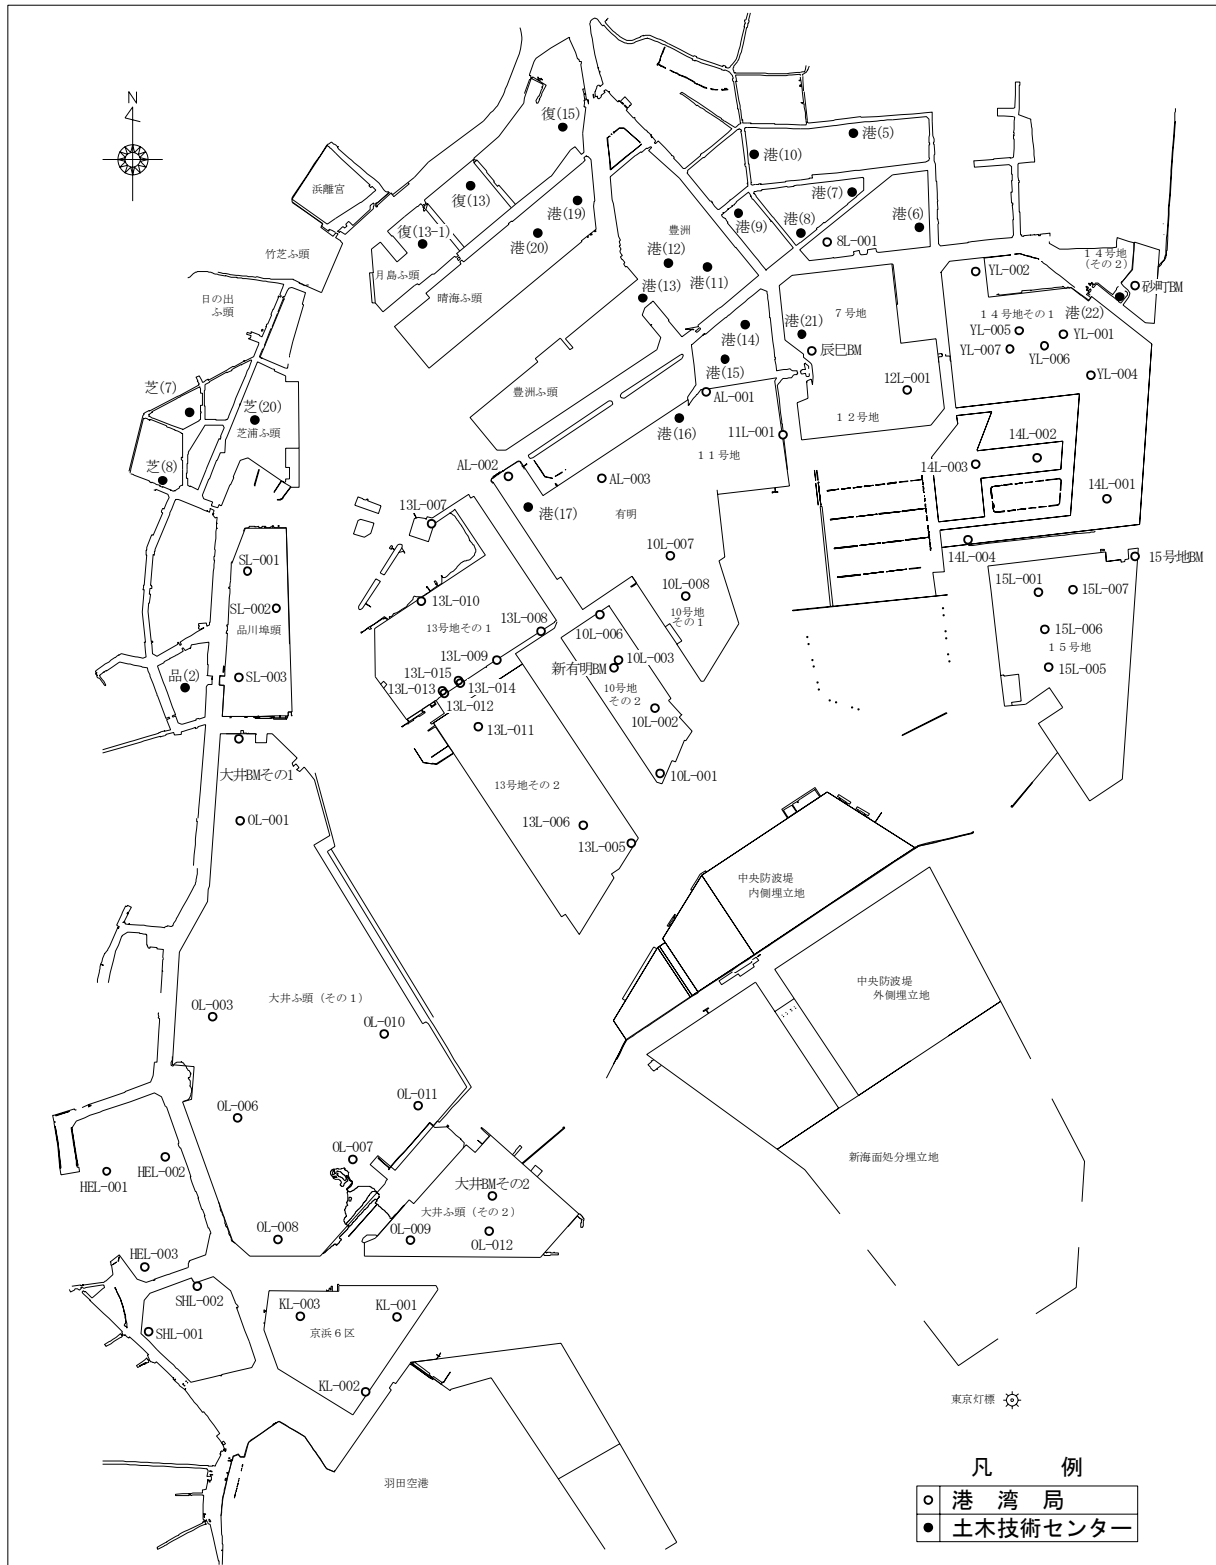 N
復(15)
港(5)
港(10)
浜離宮
復(13)
港(19)
港(7)
港(9)
港(8)
港(6)
竹芝ふ頭
復(13-1)
港(20)
豊洲
8L-001
月島ふ頭
港(12)
港(11)
YL-002
14号地
(その2)
砂町BM
日の出
ふ頭
晴海ふ頭
港(13)
7号地
14号地その1
港(22)
港(14)
港(21)
YL-005
YL-001
辰巳BM
YL-007
YL-006
港(15)
芝(7)
豊洲ふ頭
AL-001
12L-001
YL-004
芝(20)
芝浦ふ頭
港(16)
12号地
11L-001
芝(8)
AL-002
11号地
14L-002
14L-003
AL-003
14L-001
13L-007
港(17)
有明
SL-001
10L-007
14L-004
15号地BM
SL-002
13L-010
10L-008
15L-001
15L-007
品川埠頭
13号地その1
13L-008
10L-006
10号地
その1
15L-006
15号地
13L-009
10L-003
新有明BM
15L-005
品(2)
SL-003
13L-015
13L-014
13L-013
13L-012
10号地
その2
10L-002
13L-011
大井BMその1
13号地その2
10L-001
OL-001
13L-006
13L-005
中央防波堤
内側埋立地
中央防波堤
外側埋立地
大井ふ頭(その1)
OL-003
OL-010
OL-006
OL-011
HEL-001
HEL-002
OL-007
新海面処分埋立地
大井BMその2
大井ふ頭(その2)
OL-008
OL-009
OL-012
HEL-003
SHL-002
SHL-001
KL-003
KL-001
京浜6区
KL-002
東京灯標
羽田空港
凡例
港湾局
土木技術センター